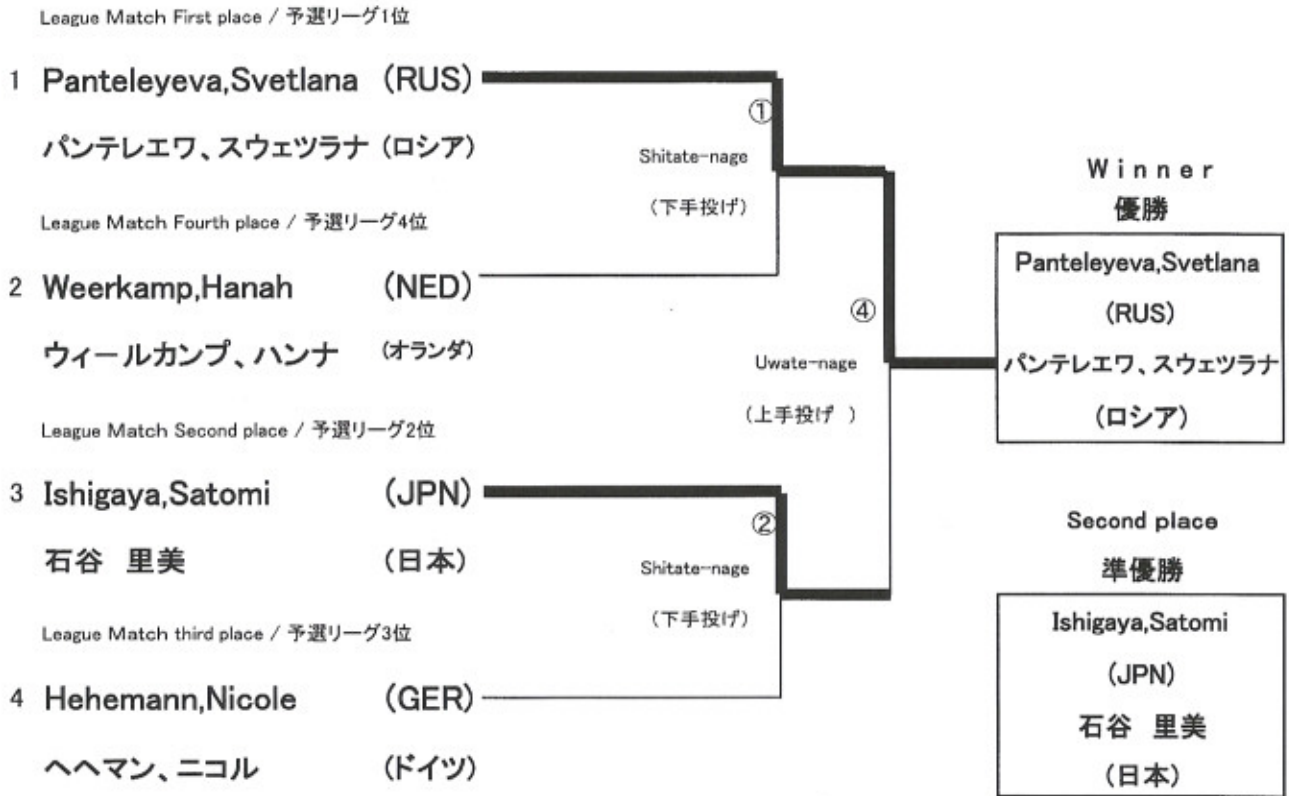 League Match First place / 予選リーグ1位
1 Panteleyeva,Svetlana (RUS)
パンテレエワ、スウェツラナ (ロシア)
①
Shitate-nage
(下手投げ)
League Match Fourth place / 予選リーグ4位
2 Weerkamp,Hanah (NED)
ウィールカンプ、ハンナ (オランダ)
④
Uwate-nage
(上手投げ )
League Match Second place / 予選リーグ2位
3 Ishigaya,Satomi (JPN)
石谷 里美 (日本)
②
Shitate-nage
(下手投げ)
League Match third place / 予選リーグ3位
4 Hehemann,Nicole (GER)
ヘヘマン、ニコル (ドイツ)
Winner
優勝
Panteleyeva,Svetlana
(RUS)
パンテレエワ、スウェツラナ
(ロシア)
Second place
準優勝
Ishigaya,Satomi
(JPN)
石谷 里美
(日本)